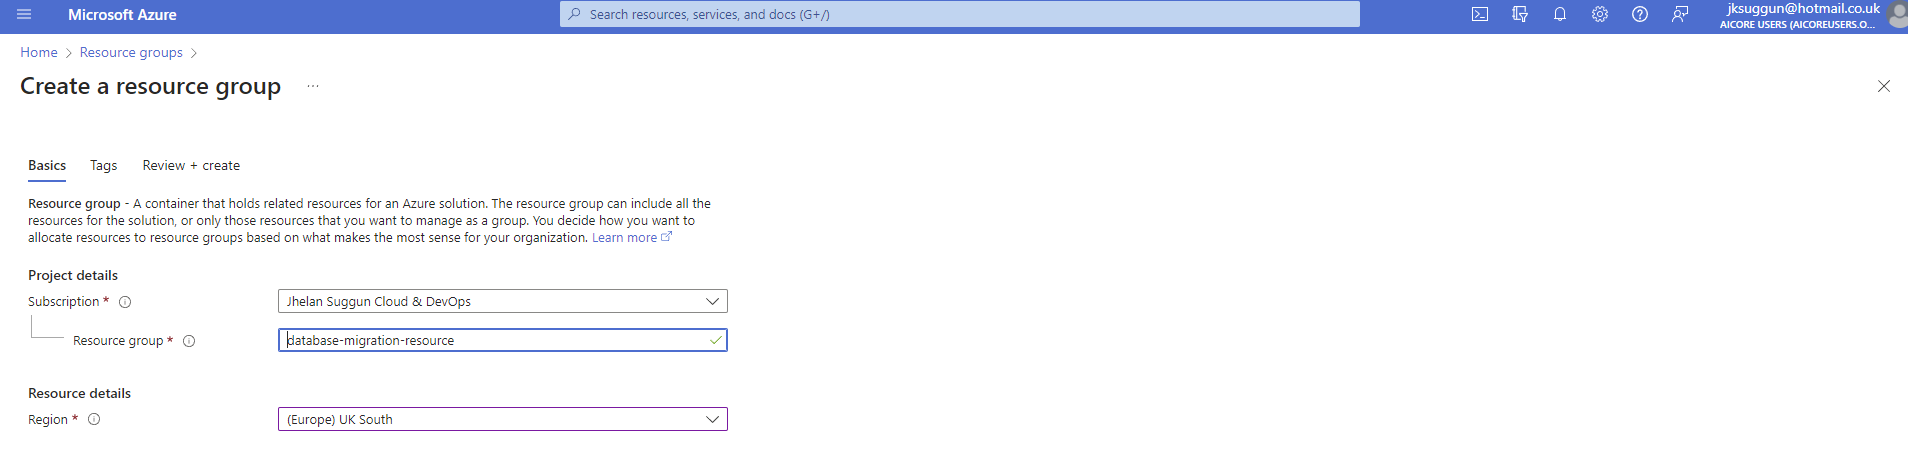 Microsoft Azure
Search resources, services, and docs (G+/)
jksuggun@hotmail.co.uk
AICORE USERS (AICOREUSERS.O...
Home > Resource groups >
Create a resource group ...
Basics Tags Review + create
Resource group - A container that holds related resources for an Azure solution. The resource group can include all the
resources for the solution, or only those resources that you want to manage as a group. You decide how you want to
allocate resources to resource groups based on what makes the most sense for your organization. Learn more
Project details
Subscription * Jhelan Suggun Cloud & DevOps
Resource group * database-migration-resource
Resource details
Region * (Europe) UK South